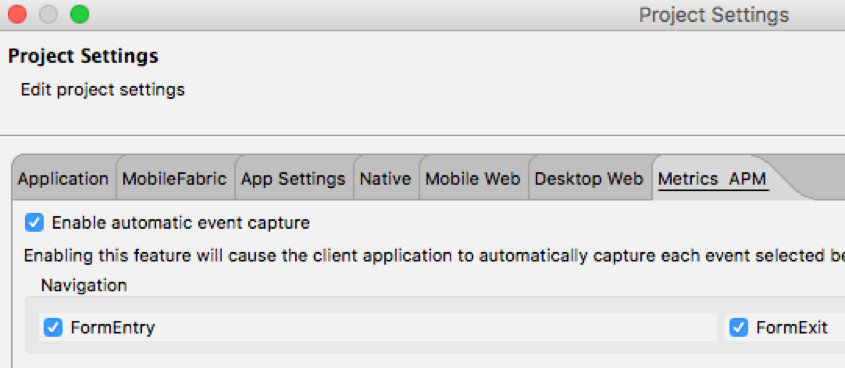 Project Settings
Project Settings
Edit project settings
Application MobileFabric App Settings Native Mobile Web Desktop Web Metrics APM
Enable automatic event capture
Enabling this feature will cause the client application to automatically capture each event selected
Navigation
FormEntry FormExit